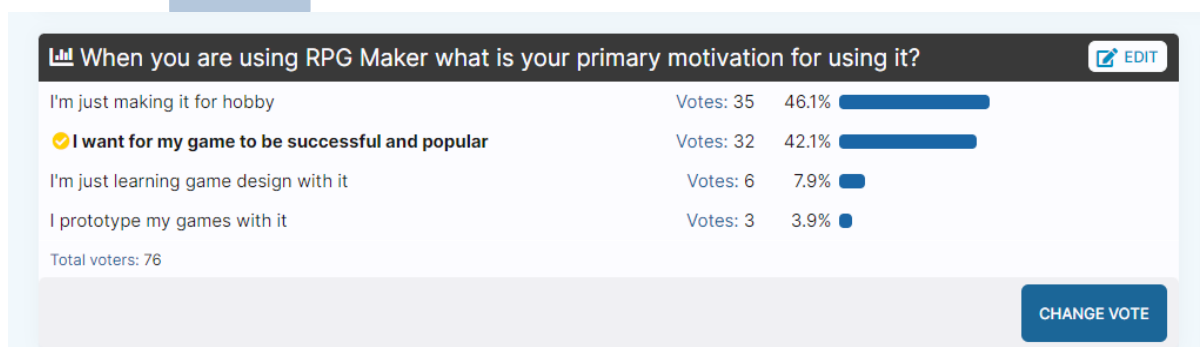 When you are using RPG Maker what is your primary motivation for using it? EDIT
I'm just making it for hobby Votes: 35 46.1%
I want for my game to be successful and popular Votes: 32 42.1%
I'm just learning game design with it Votes: 6 7.9%
I prototype my games with it Votes: 3 3.9%
Total voters: 76
CHANGE VOTE